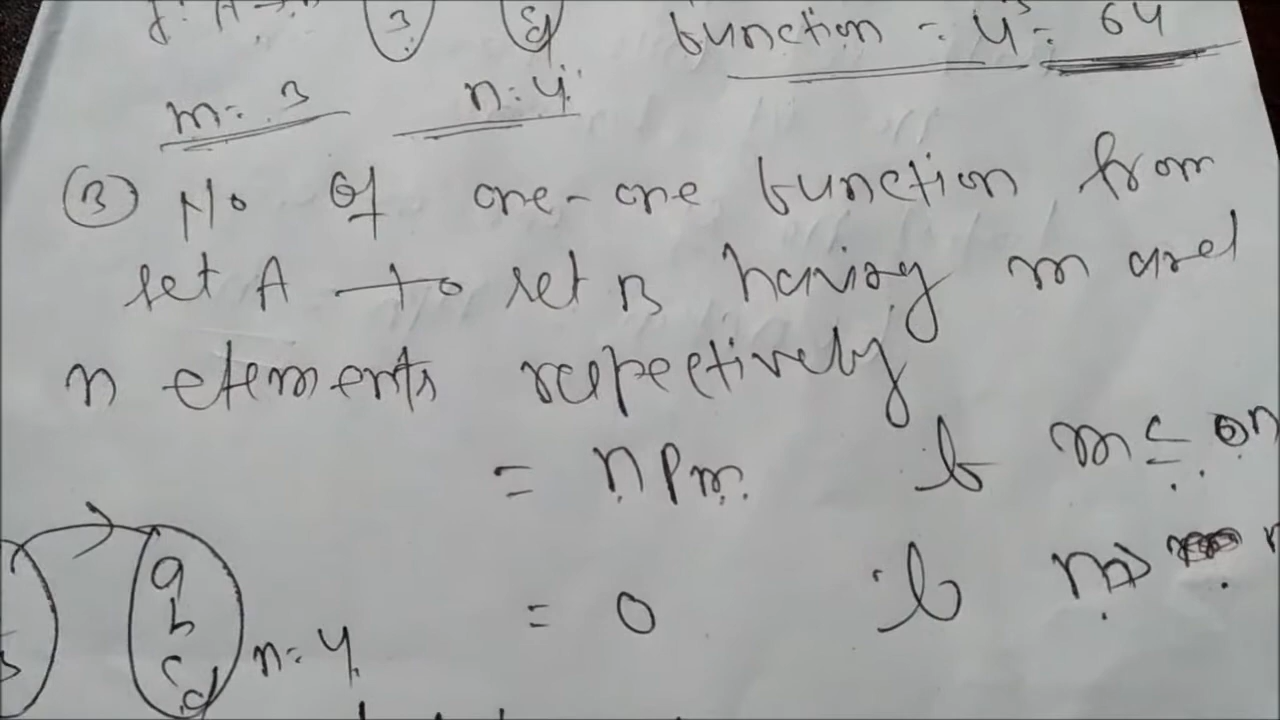 f: A →
3
d
function = 4³ = 64
m = 3
n = 4
③ No of one-one function from
set A to set B having m and
n elements respectively
= nPm if m ≤ n
= 0 if m >
a
b
c
d
n = 4